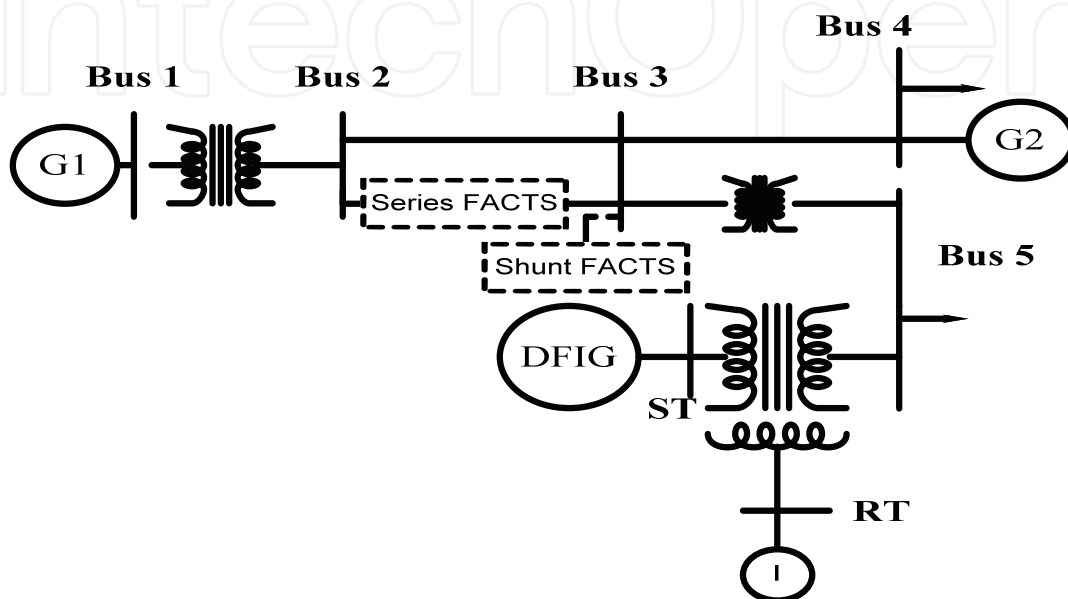 IntechOpen
Bus 4
Bus 1
Bus 2
Bus 3
G1
G2
Series FACTS
Shunt FACTS
Bus 5
DFIG
ST
RT
I